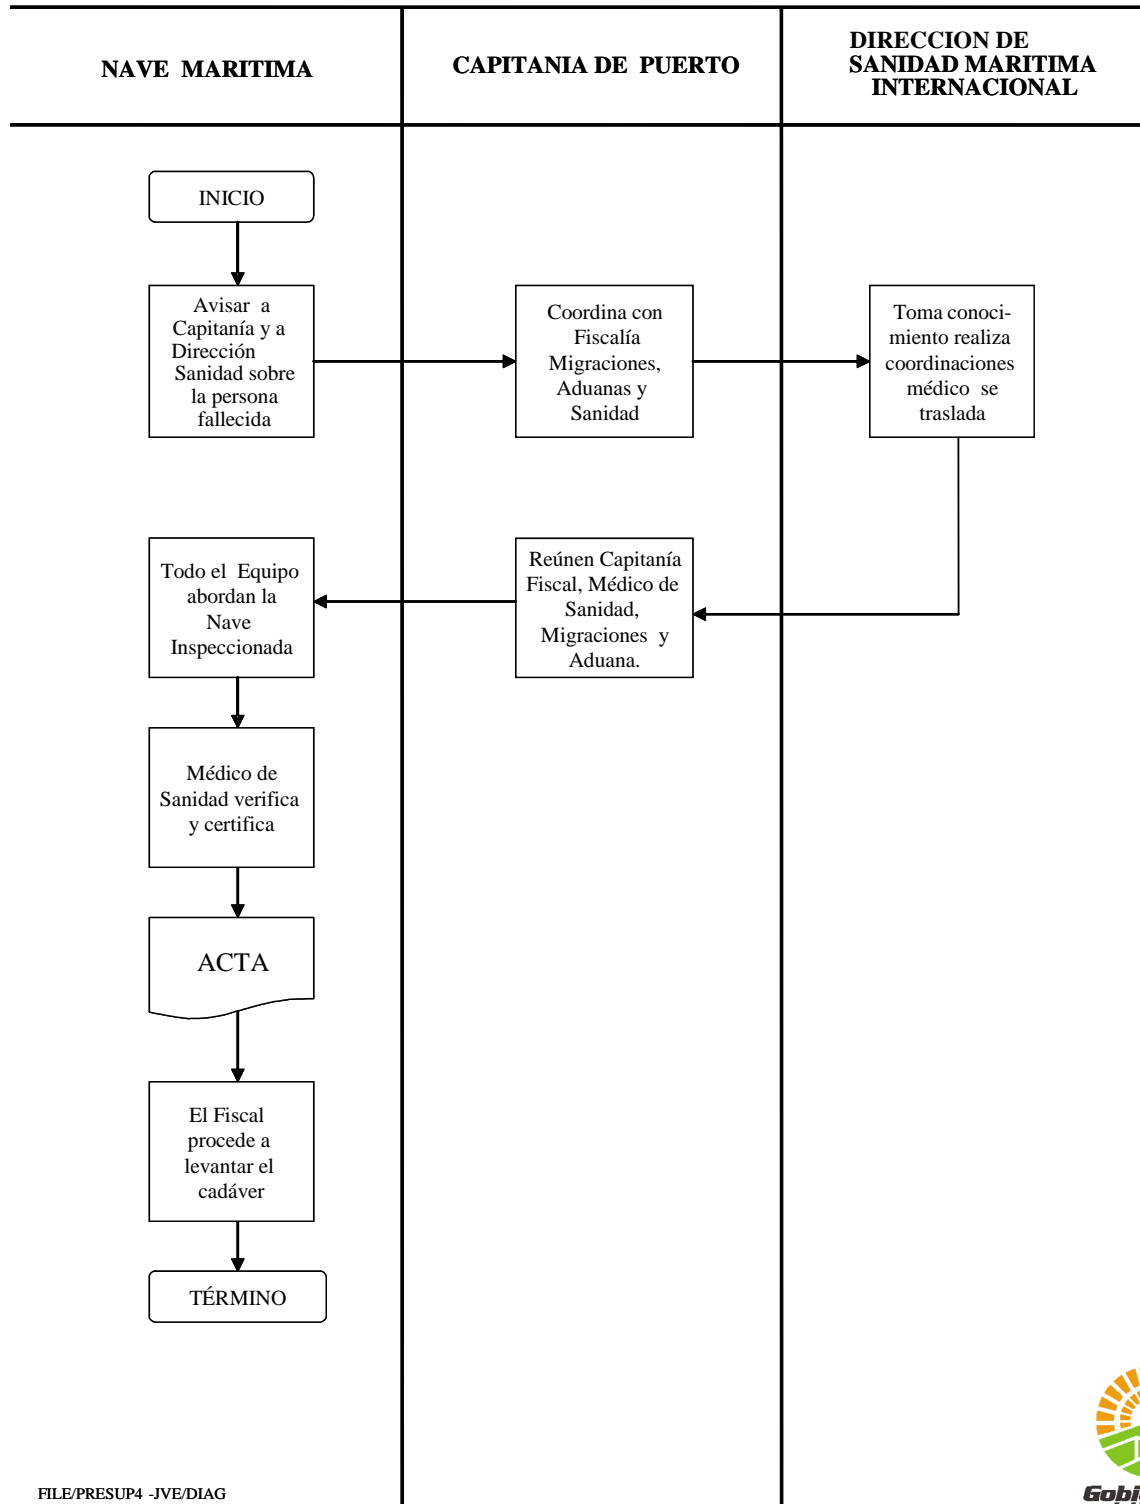 NAVE MARITIMA
CAPITANIA DE PUERTO
DIRECCION DE
SANIDAD MARITIMA
INTERNACIONAL
INICIO
Avisar a
Capitanía y a
Dirección
Sanidad sobre
la persona
fallecida
Coordina con
Fiscalía
Migraciones,
Aduanas y
Sanidad
Toma conoci-
miento realiza
coordinaciones
médico se
traslada
Todo el Equipo
abordan la
Nave
Inspeccionada
Reúnen Capitanía
Fiscal, Médico de
Sanidad,
Migraciones y
Aduana.
Médico de
Sanidad verifica
y certifica
ACTA
El Fiscal
procede a
levantar el
cadáver
TÉRMINO
FILE/PRESUP4 -JVE/DIAG